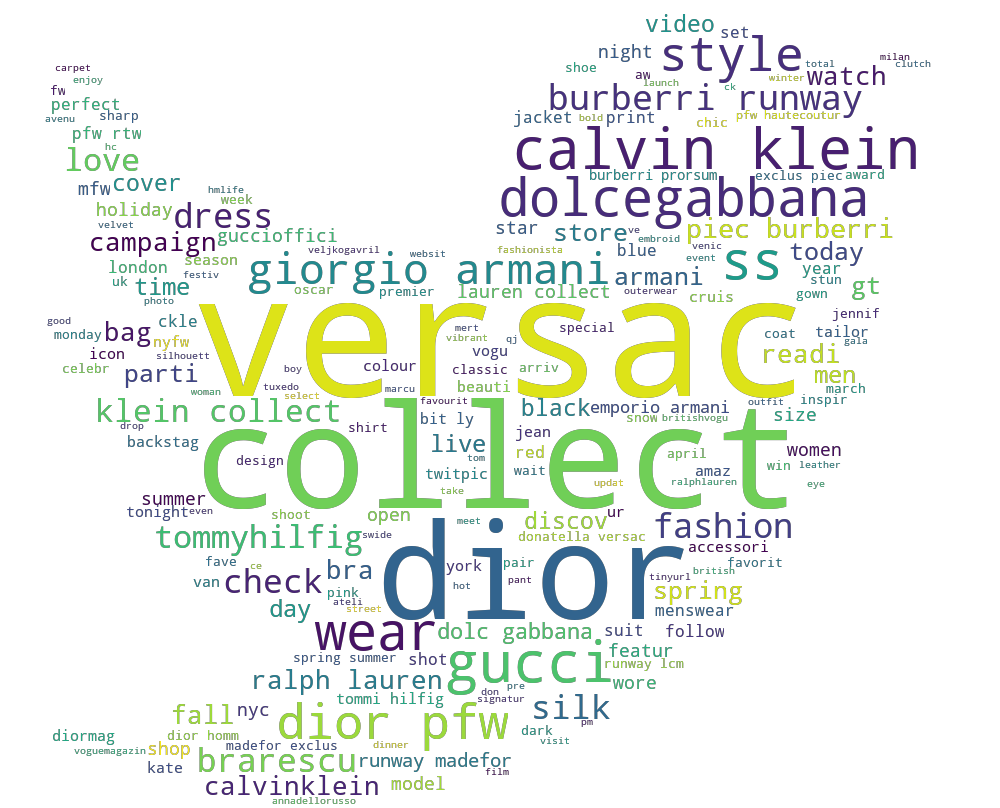 video
set
style
night
milan
shoe
total
clutch
carpet
aw
watch
enjoy
launch
winter
fw
burberri runway
ck
perfect
avenu
sharp
jacket
bold
print
chic
pfw hautecoutur
pfw rtw
hc
calvin klein
love
mfw
cover
hmlife
burberri prorsum
exclus piec
award
week
dolcegabbana
holiday
velvet
dress
star
store
ve
piec burberri
guccioffici
veljkogavril
websit
fashionista
embroid
blue
venic
event
today
campaign
season
london
giorgio armani
armani
ss
year
uk
festiv
time
stun
oscar
premier
lauren collect
outerwear
cruis
gown
gt
photo
good
versac
jennif
monday
bag
ckle
mert
vibrant
special
qj
coat
tailor
gala
nyfw
icon
silhouett
vogu
readi
celebr
parti
boy
colour
classic
arriv
men
tuxedo
marcu
beauti
march
woman
select
favourit
outfit
inspir
klein collect
black
emporio armani
size
drop
bit ly
snow
britishvogu
shirt
jean
backstag
live
red
april
women
collect
design
tom
wait
amaz
win
leather
twitpic
ralphlauren
eye
updat
take
summer
tonight
even
shoot
open
meet
discov
ur
fashion
tommyhilfig
swide
dior
donatella versac
accessori
fave
ce
bra
york
pair
favorit
van
check
hot
pant
tinyurl
british
pink
ateli
spring
day
street
menswear
wear
dolc gabbana
suit
follow
spring summer
shot
gucci
featur
runway lcm
ralph lauren
wore
don
pre
tommi hilfig
signatur
silk
fall
nyc
dior pfw
pm
diormag
dior homm
dark
visit
voguemagazin
shop
madefor exclus
dinner
kate
brarescu
runway madefor
film
calvinklein
model
annadellorusso